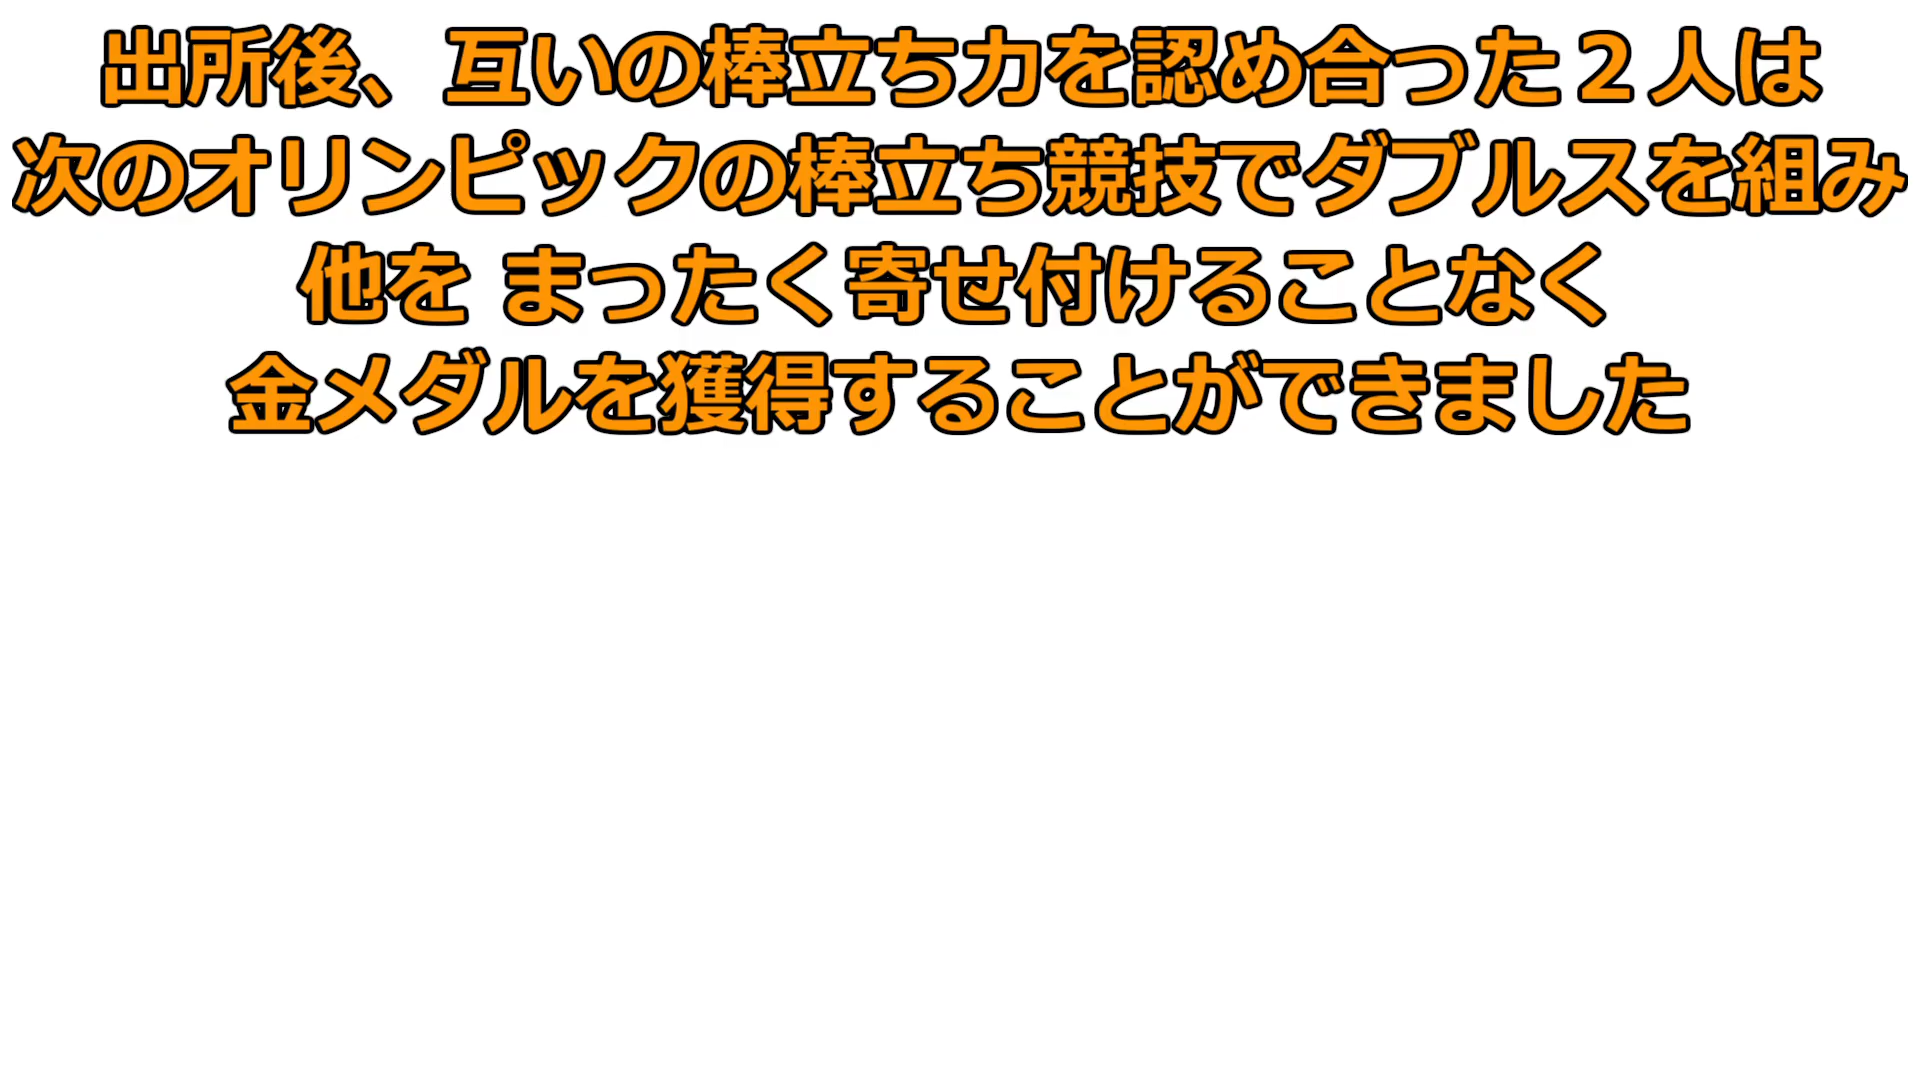 出所後、互いの棒立ち力を認め合った２人は
次のオリンピックの棒立ち競技でダブルスを組み
他を まったく寄せ付けることなく
金メダルを獲得することができました